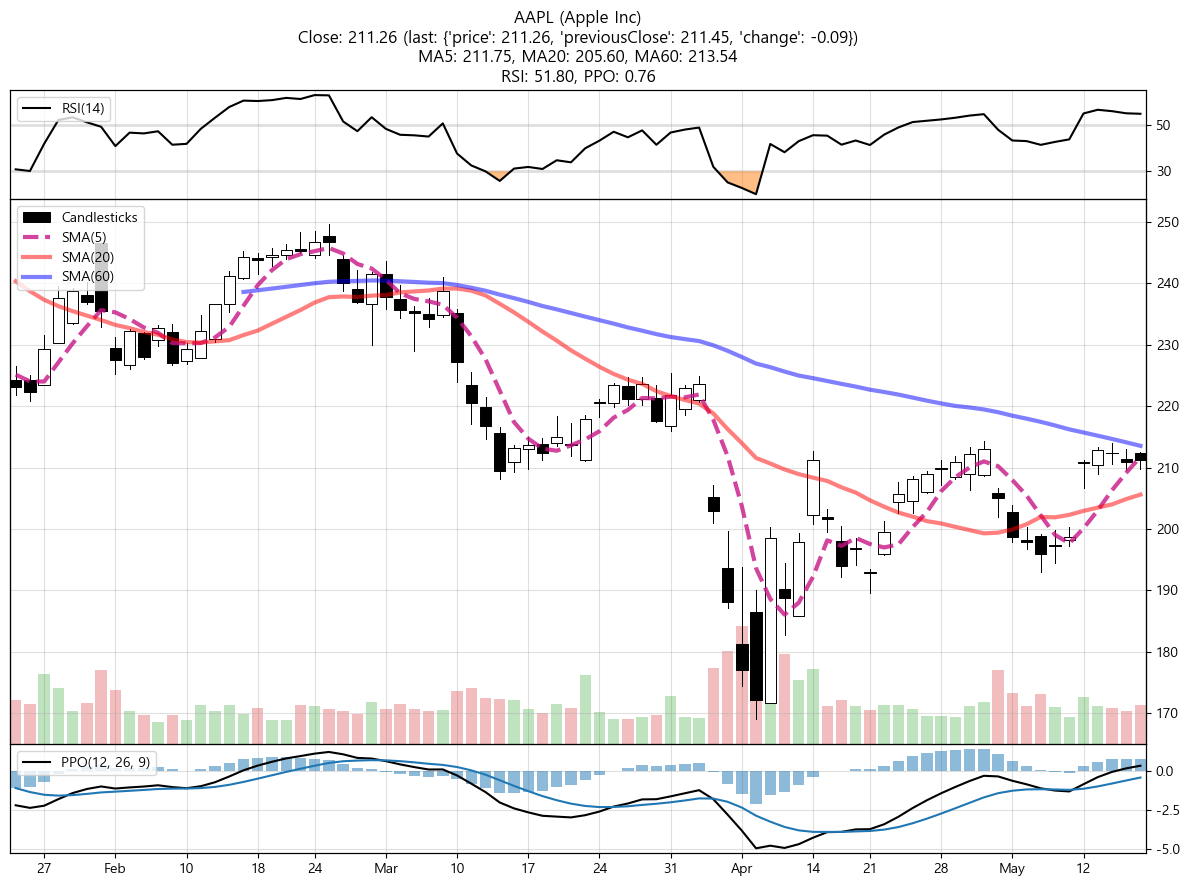 AAPL (Apple Inc)
Close: 211.26 (last: {'price': 211.26, 'previousClose': 211.45, 'change': -0.09})
MA5: 211.75, MA20: 205.60, MA60: 213.54
RSI: 51.80, PPO: 0.76
RSI(14)
50
30
Candlesticks
SMA(5)
SMA(20)
SMA(60)
250
240
230
220
210
200
190
180
170
PPO(12, 26, 9)
0.0
−2.5
−5.0
27 Feb 10 18 24 Mar 10 17 24 31 Apr 14 21 28 May 12